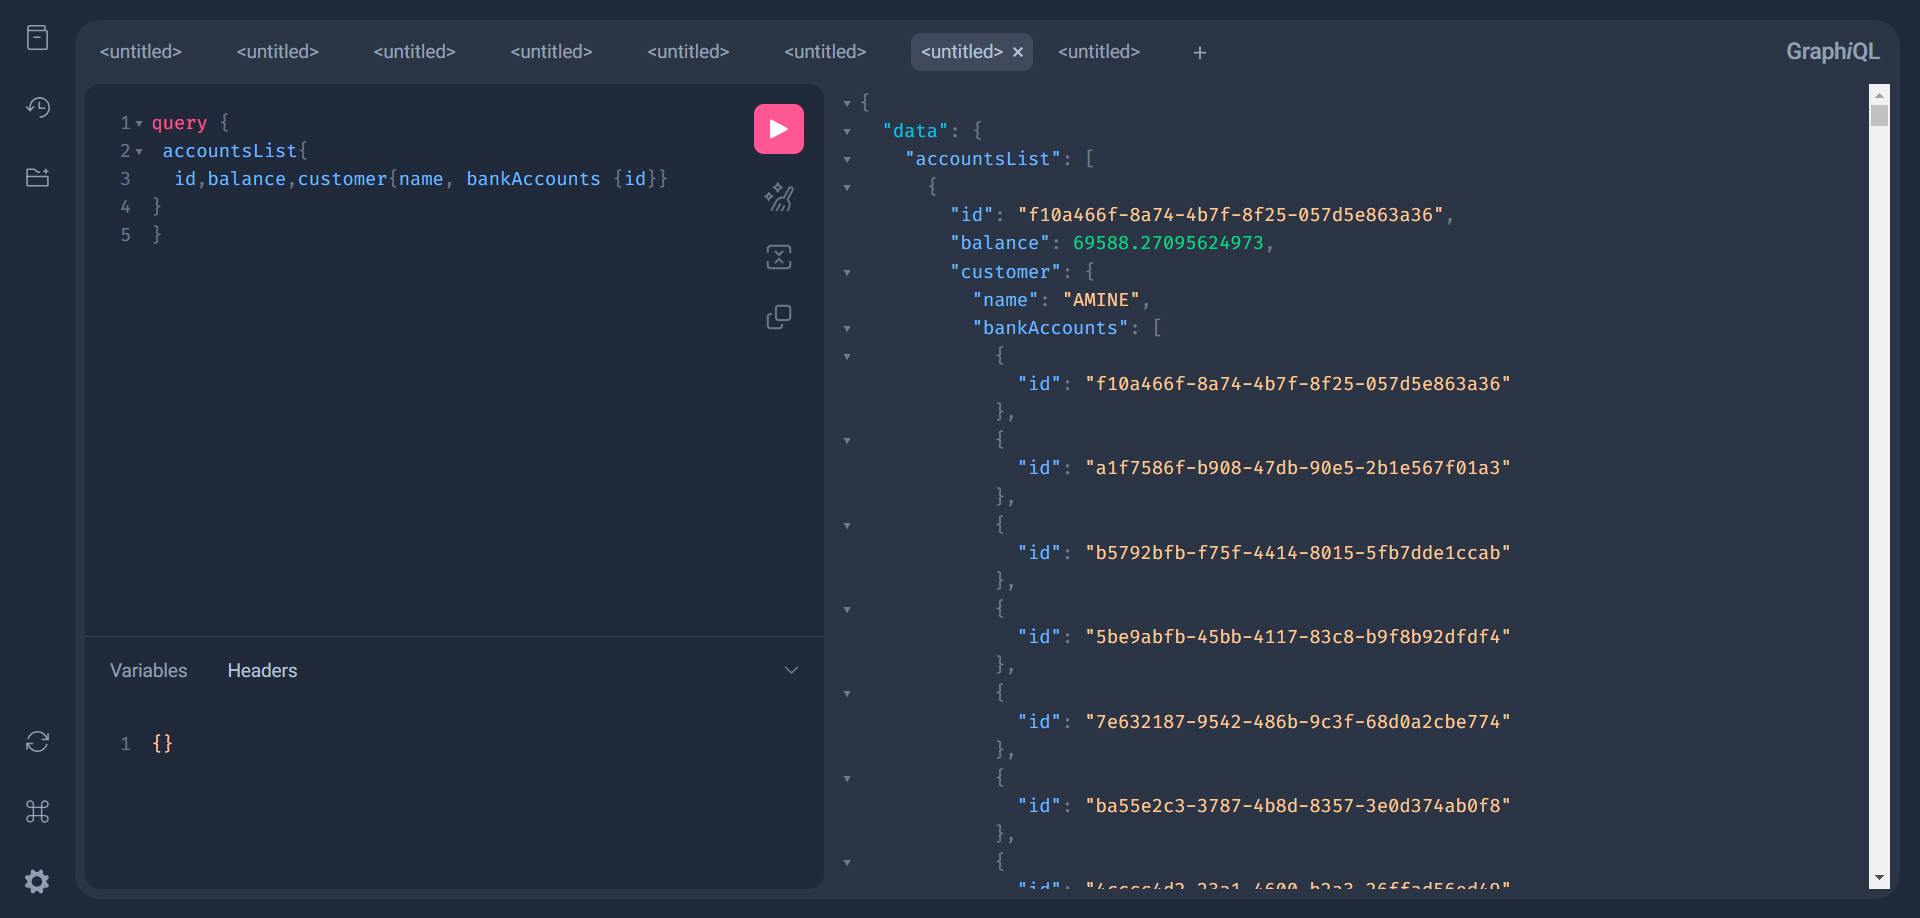 <untitled> <untitled> <untitled> <untitled> <untitled> <untitled> <untitled> × <untitled> + GraphiQL
1 query {
2 accountsList{
3 id,balance,customer{name, bankAccounts {id}}
4 }
5 }
Variables Headers
1 {}
{
"data": {
"accountsList": [
{
"id": "f10a466f-8a74-4b7f-8f25-057d5e863a36",
"balance": 69588.27095624973,
"customer": {
"name": "AMINE",
"bankAccounts": [
{
"id": "f10a466f-8a74-4b7f-8f25-057d5e863a36"
},
{
"id": "a1f7586f-b908-47db-90e5-2b1e567f01a3"
},
{
"id": "b5792bfb-f75f-4414-8015-5fb7dde1ccab"
},
{
"id": "5be9abfb-45bb-4117-83c8-b9f8b92dfdf4"
},
{
"id": "7e632187-9542-486b-9c3f-68d0a2cbe774"
},
{
"id": "ba55e2c3-3787-4b8d-8357-3e0d374ab0f8"
},
{
"id":